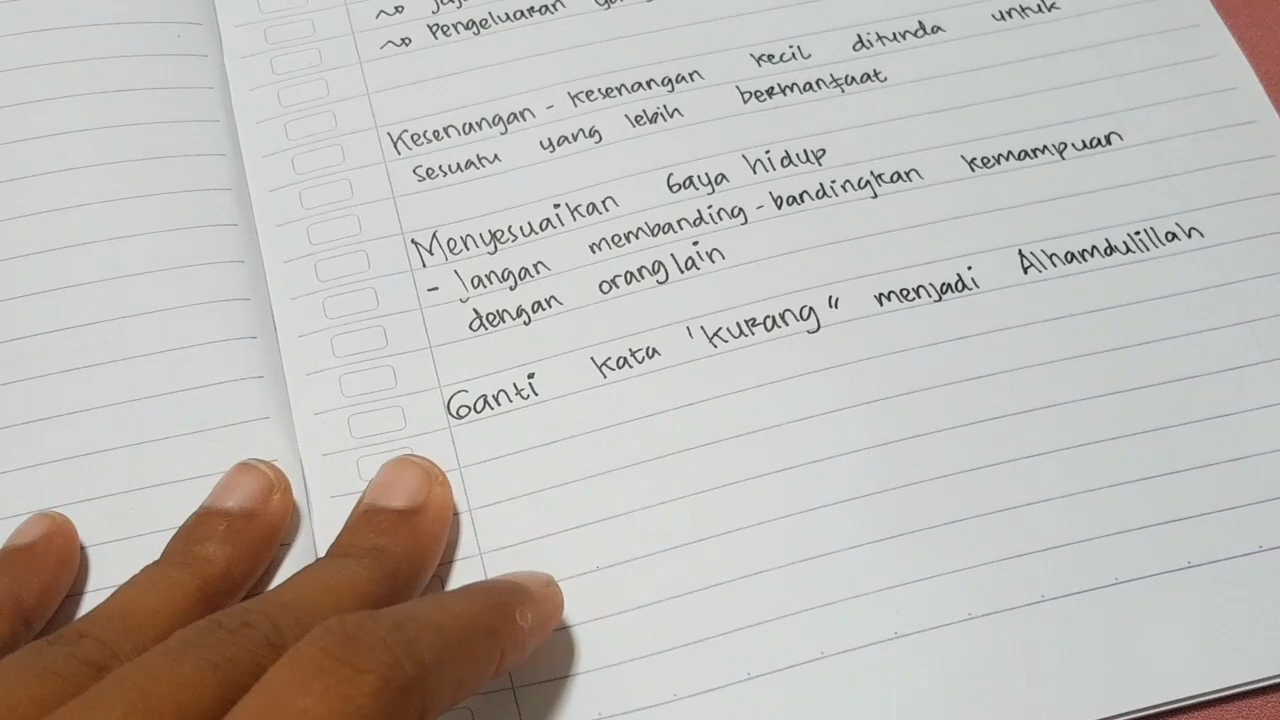 ~>
~> Pengeluaran
Kesenangan - kesenangan kecil ditunda untuk
Sesuatu yang lebih bermanfaat
Menyesuaikan Gaya hidup
- Jangan membanding - bandingkan kemampuan
dengan orang lain
Ganti kata 'kurang" menjadi Alhamdulillah